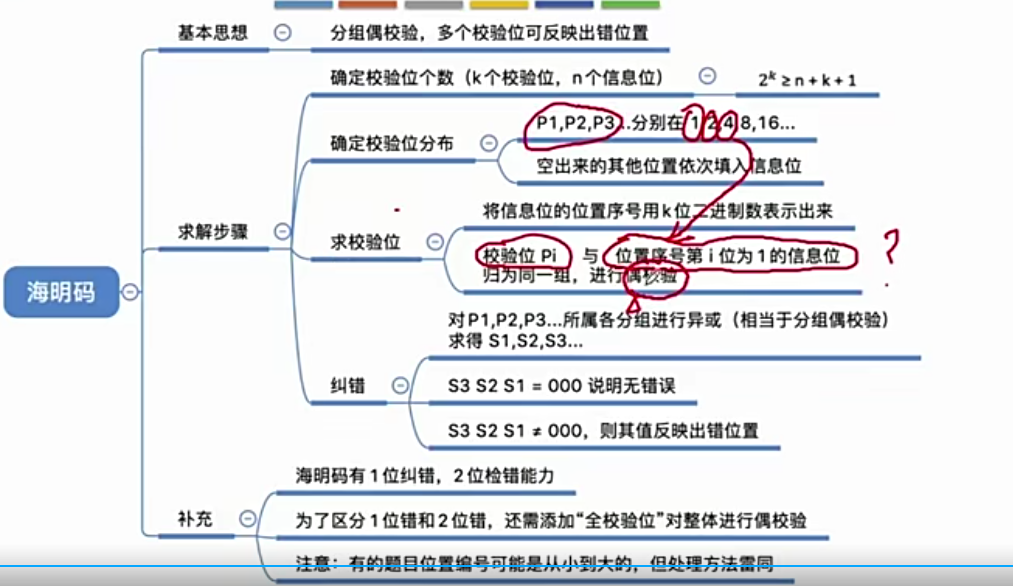 基本思想
分组偶校验，多个校验位可反映出错位置
确定校验位个数（k个校验位，n个信息位）
2^k ≥ n + k + 1
确定校验位分布
P1,P2,P3...分别在 1,2,4,8,16...
空出来的其他位置依次填入信息位
求解步骤
求校验位
将信息位的位置序号用k位二进制数表示出来
校验位 Pi 与 位置序号第 i 位为 1 的信息位
归为同一组，进行偶校验
?
海明码
对P1,P2,P3...所属各分组进行异或（相当于分组偶校验）
求得 S1,S2,S3...
纠错
S3 S2 S1 = 000 说明无错误
S3 S2 S1 ≠ 000，则其值反映出错位置
海明码有 1 位纠错，2 位检错能力
补充
为了区分 1 位错和 2 位错，还需添加“全校验位”对整体进行偶校验
注意：有的题目位置编号可能是从小到大的，但处理方法雷同